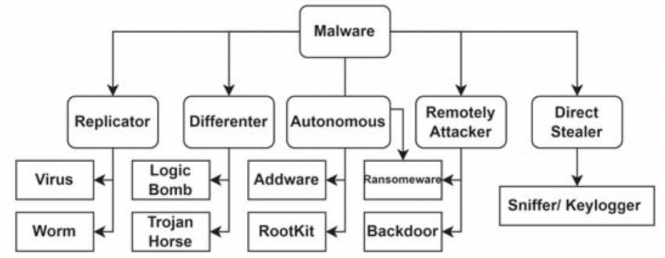 Malware
Replicator
Differenter
Autonomous
Remotely
Attacker
Direct
Stealer
Virus
Logic
Bomb
Addware
Ransomeware
Sniffer/ Keylogger
Worm
Trojan
Horse
RootKit
Backdoor